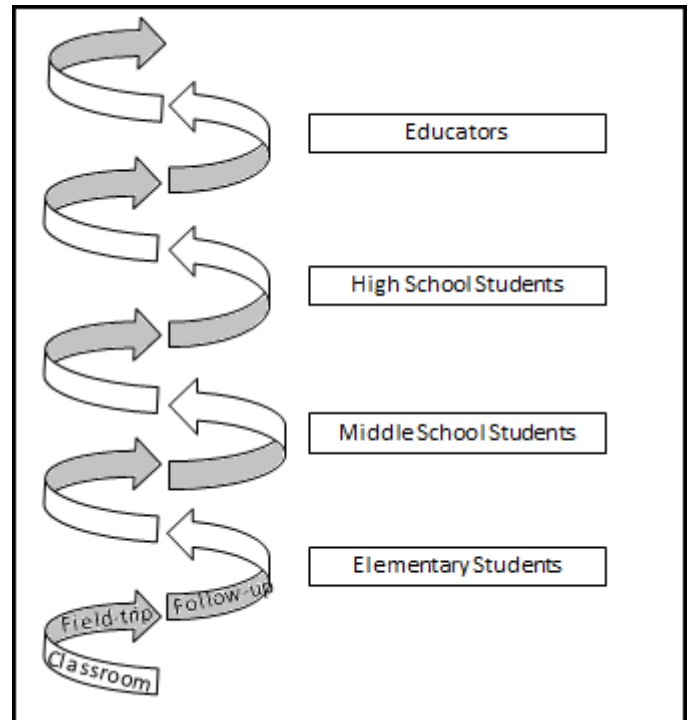 Educators
High School Students
Middle School Students
Elementary Students
Follow-up
Field-trip
Classroom